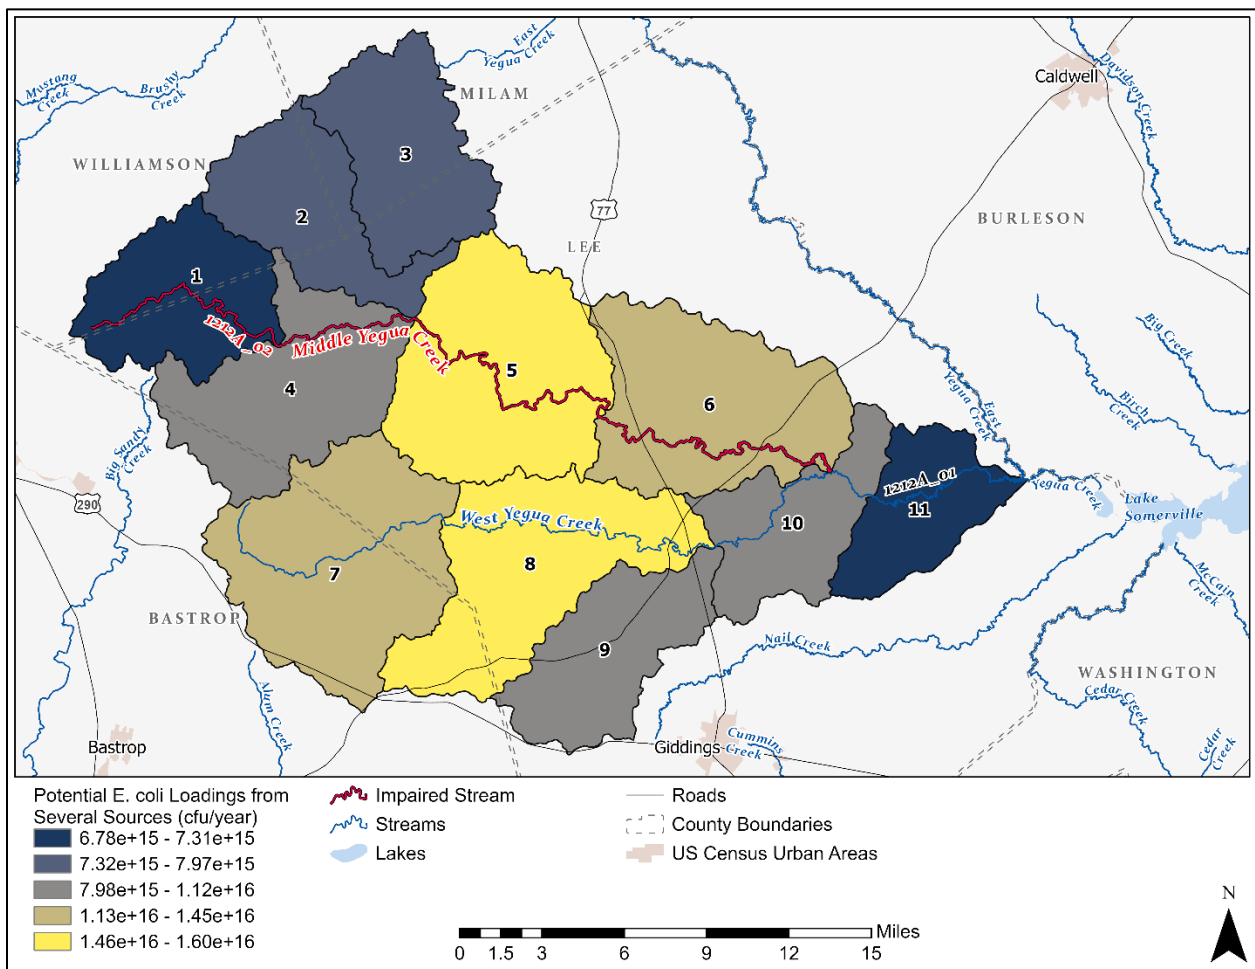 East
Yegua Creek
Mustang
Creek
Brushy
Creek
MILAM
Caldwell
Davidson Creek
WILLIAMSON
3
2
77
BURLESON
LEE
1
1212A_02
Middle Yegua Creek
Big Creek
5
4
6
East
Yegua Creek
Birch
Creek
Big Sandy
Creek
290
1212A_01
11
Yegua Creek
Lake
Somerville
West Yegua Creek
10
7
8
McCain
Creek
BASTROP
9
Nail Creek
WASHINGTON
Alum Creek
Cedar Creek
Bastrop
Giddings
Cummins
Creek
Cedar
Creek
Potential E. coli Loadings from
Several Sources (cfu/year)
6.78e+15 - 7.31e+15
7.32e+15 - 7.97e+15
7.98e+15 - 1.12e+16
1.13e+16 - 1.45e+16
1.46e+16 - 1.60e+16
Impaired Stream
Streams
Lakes
Roads
County Boundaries
US Census Urban Areas
Miles
0 1.5 3 6 9 12 15
N